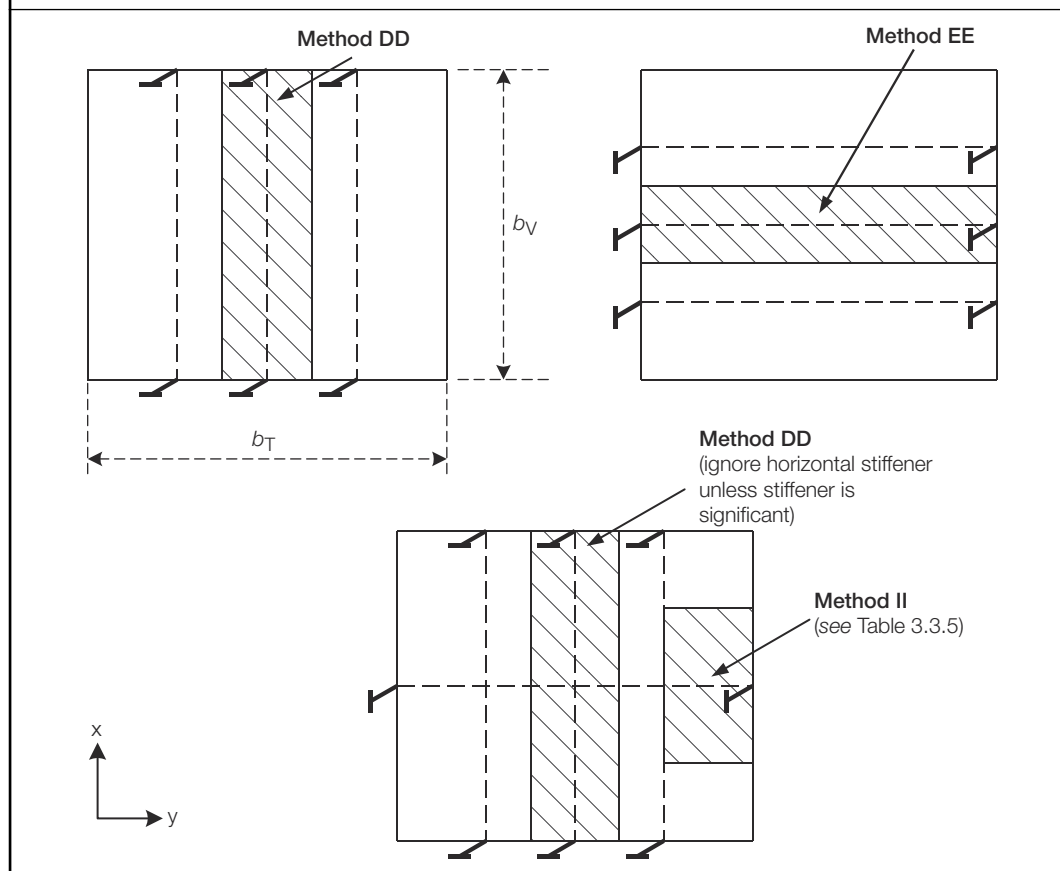 Method DD
Method EE
bV
bT
Method DD
(ignore horizontal stiffener
unless stiffener is
significant)
Method II
(see Table 3.3.5)
x
y